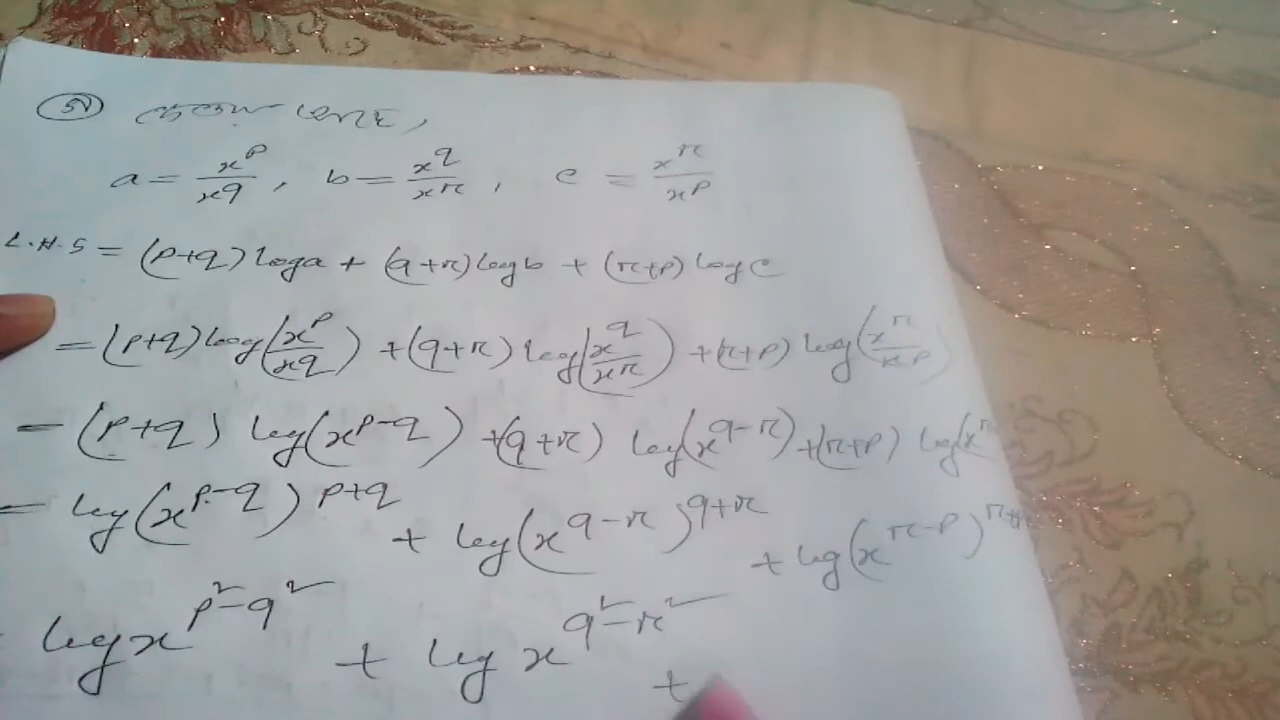 দেওয়া আছে,
a = x^p/x^q, b = x^q/x^r, c = x^r/x^p
L.H.S = (p+q) log a + (q+r) log b + (r+p) log c
= (p+q) log(x^p/x^q) + (q+r) log(x^q/x^r) + (r+p) log(x^r/x^p)
= (p+q) log(x^(p-q)) + (q+r) log(x^(q-r)) + (r+p) log(x^r
= log(x^(p-q))^(p+q) + log(x^(q-r))^(q+r) + log(x^(r-p))^(r+
log x^(p²-q²) + log x^(q²-r²) +